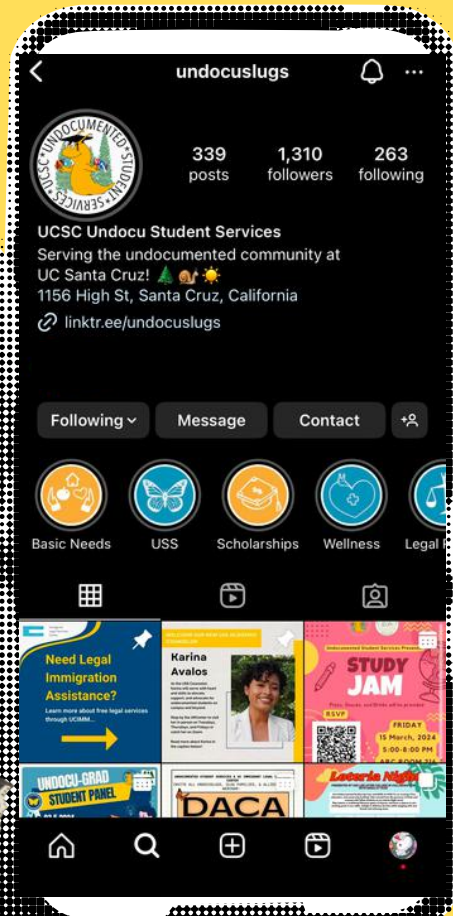 undocuslugs
UCSC • UNDOCUMENTED • STUDENT • SERVICES •
339
posts
1,310
followers
263
following
UCSC Undocu Student Services
Serving the undocumented community at
UC Santa Cruz! 🌲🐌☀️
1156 High St, Santa Cruz, California
linktr.ee/undocuslugs
Following
Message
Contact
Basic Needs
USS
Scholarships
Wellness
Legal
Need Legal
Immigration
Assistance?
Learn more about free legal services
through UCIMM...
Karina
Avalos
STUDY
JAM
RSVP
FRIDAY
15 March, 2024
5:00-8:00 PM
UNDOCU-GRAD
STUDENT PANEL
DACA
Loteria Night